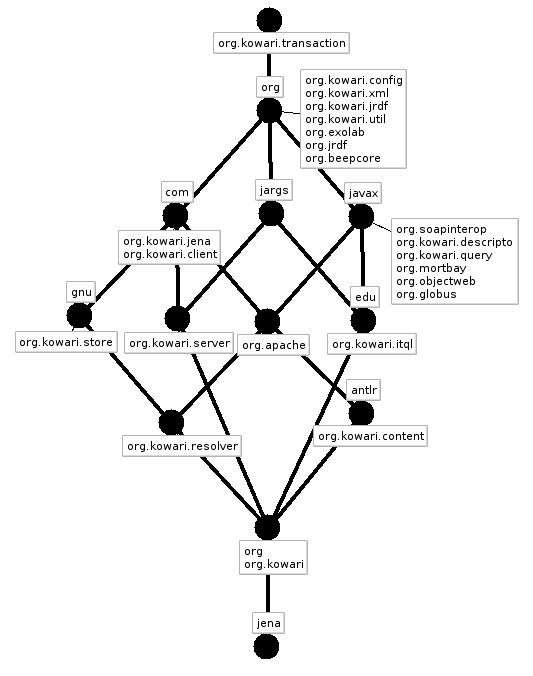 org.kowari.transaction
org
org.kowari.config
org.kowari.xml
org.kowari.jrdf
org.kowari.util
org.exolab
org.jrdf
org.beepcore
com
jargs
javax
org.kowari.jena
org.kowari.client
org.soapinterop
org.kowari.descripto
org.kowari.query
org.mortbay
org.objectweb
org.globus
gnu
edu
org.kowari.store
org.kowari.server
org.apache
org.kowari.itql
antlr
org.kowari.resolver
org.kowari.content
org
org.kowari
jena